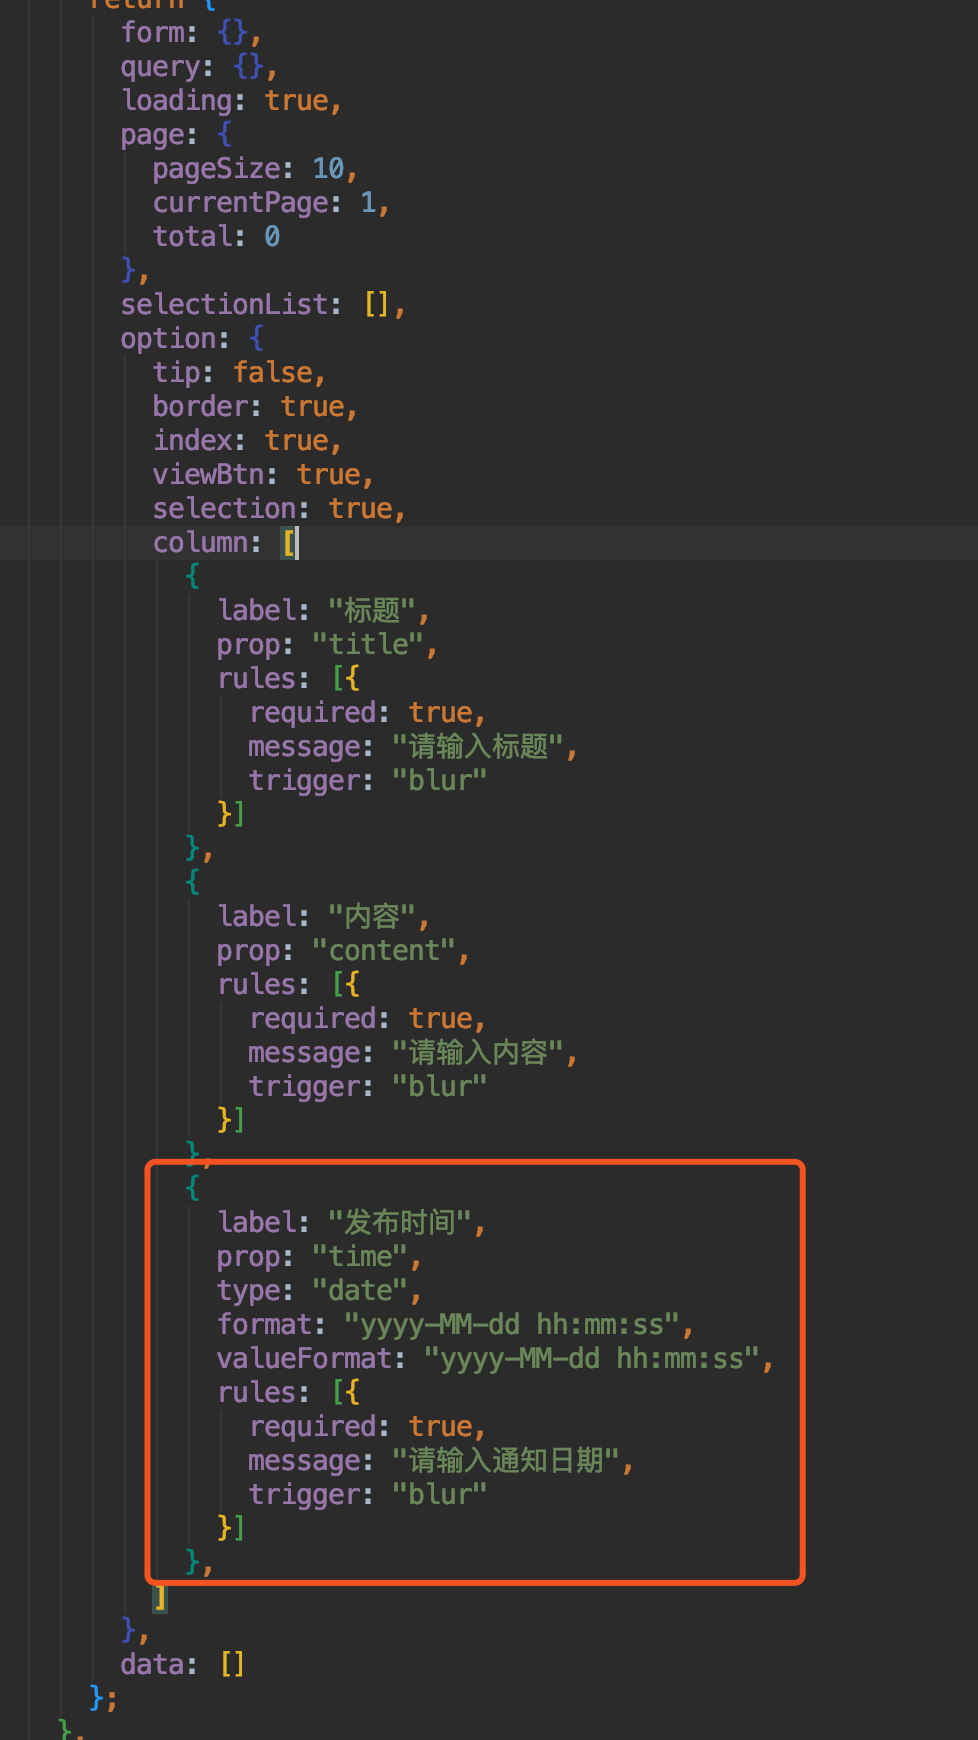 return {
form: {},
query: {},
loading: true,
page: {
pageSize: 10,
currentPage: 1,
total: 0
},
selectionList: [],
option: {
tip: false,
border: true,
index: true,
viewBtn: true,
selection: true,
column: [
{
label: "标题",
prop: "title",
rules: [{
required: true,
message: "请输入标题",
trigger: "blur"
}]
},
{
label: "内容",
prop: "content",
rules: [{
required: true,
message: "请输入内容",
trigger: "blur"
}]
},
{
label: "发布时间",
prop: "time",
type: "date",
format: "yyyy-MM-dd hh:mm:ss",
valueFormat: "yyyy-MM-dd hh:mm:ss",
rules: [{
required: true,
message: "请输入通知日期",
trigger: "blur"
}]
},
]
},
data: []
};
},